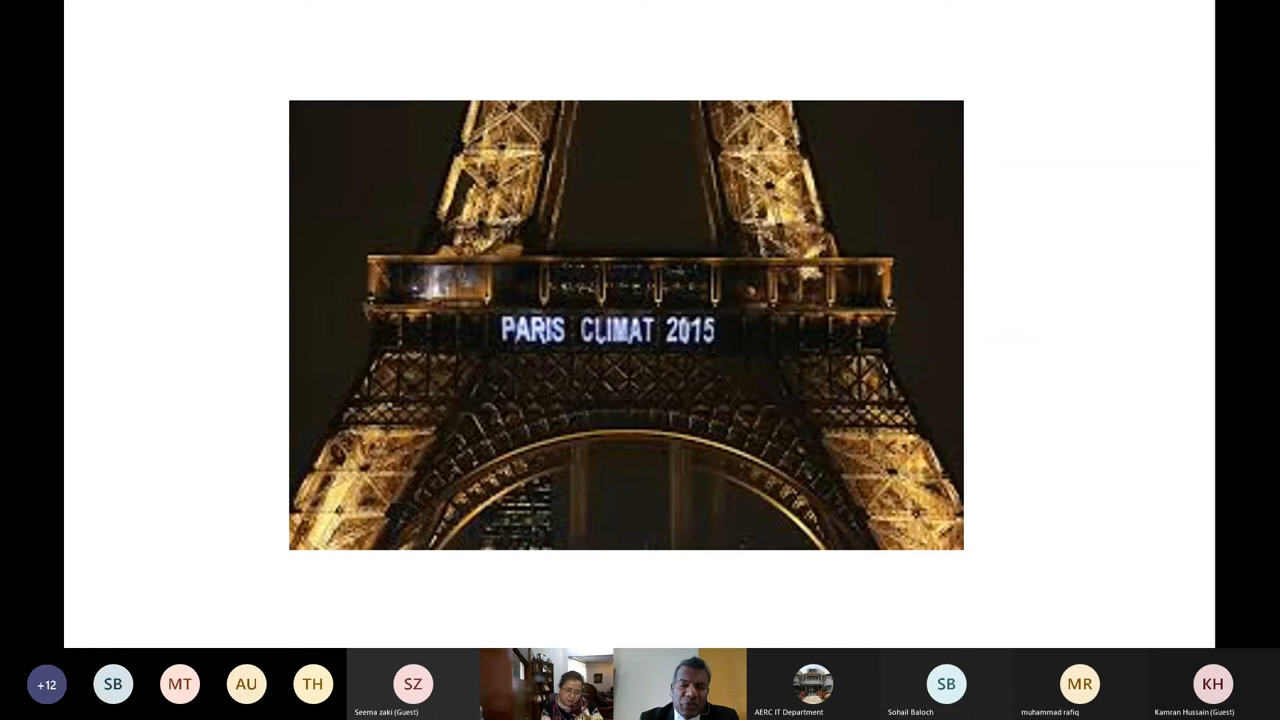 PARIS CLIMAT 2015
+12
SB
MT
AU
TH
SZ
Seema zaki (Guest)
AERC IT Department
SB
Sohail Baloch
MR
muhammad rafiq
KH
Kamran Hussain (Guest)